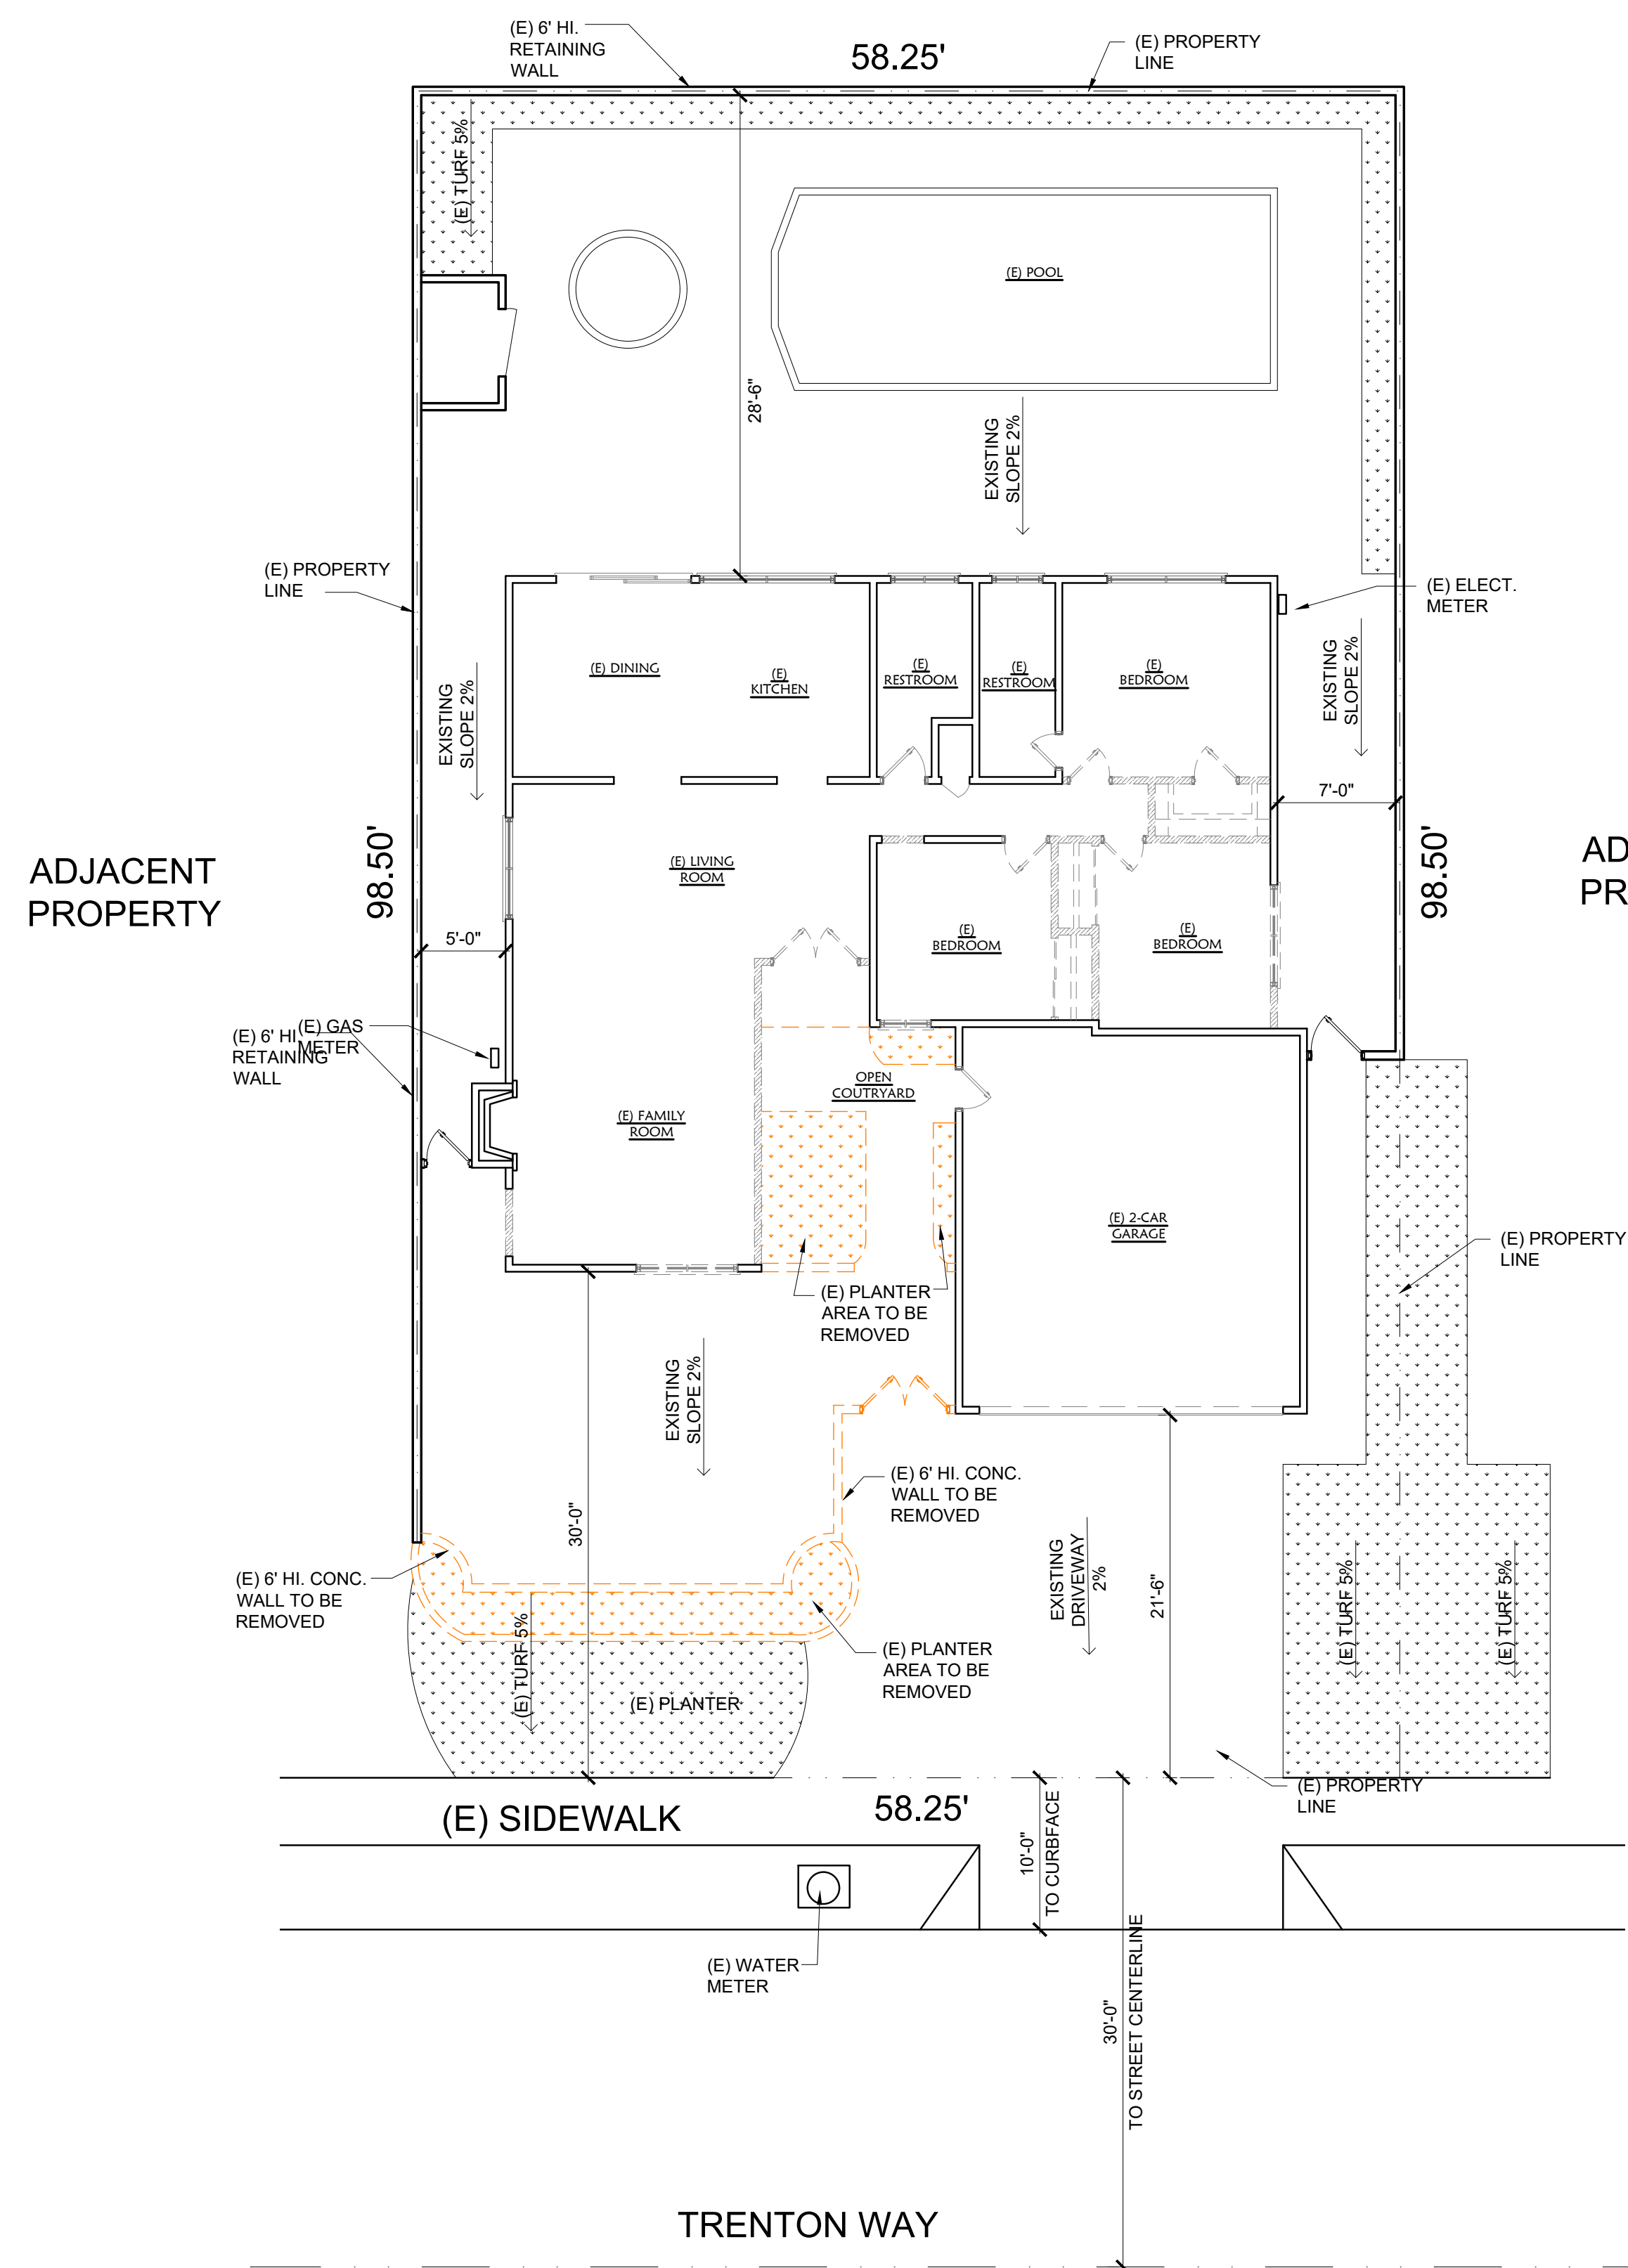 (E) 6' HI.
RETAINING
WALL
58.25'
(E) PROPERTY
LINE
(E) TURF 5%
(E) POOL
28'-6"
EXISTING
SLOPE 2%
(E) PROPERTY
LINE
(E) ELECT.
METER
(E) DINING
(E)
KITCHEN
(E)
RESTROOM
(E)
RESTROOM
(E)
BEDROOM
EXISTING
SLOPE 2%
EXISTING
SLOPE 2%
7'-0"
ADJACENT
PROPERTY
98.50'
(E) LIVING
ROOM
98.50'
AD
PR
5'-0"
(E)
BEDROOM
(E)
BEDROOM
(E) GAS
METER
(E) 6' HI.
RETAINING
WALL
OPEN
COUTRYARD
(E) FAMILY
ROOM
(E) 2-CAR
GARAGE
(E) PROPERTY
LINE
(E) PLANTER
AREA TO BE
REMOVED
EXISTING
SLOPE 2%
(E) 6' HI. CONC.
WALL TO BE
REMOVED
30'-0"
EXISTING
DRIVEWAY
2%
21'-6"
(E) 6' HI. CONC.
WALL TO BE
REMOVED
(E) TURF 5%
(E) TURF 5%
(E) TURF 5%
(E) PLANTER
AREA TO BE
REMOVED
(E) PLANTER
(E) PROPERTY
LINE
(E) SIDEWALK
58.25'
10'-0"
TO CURBFACE
(E) WATER
METER
30'-0"
TO STREET CENTERLINE
TRENTON WAY